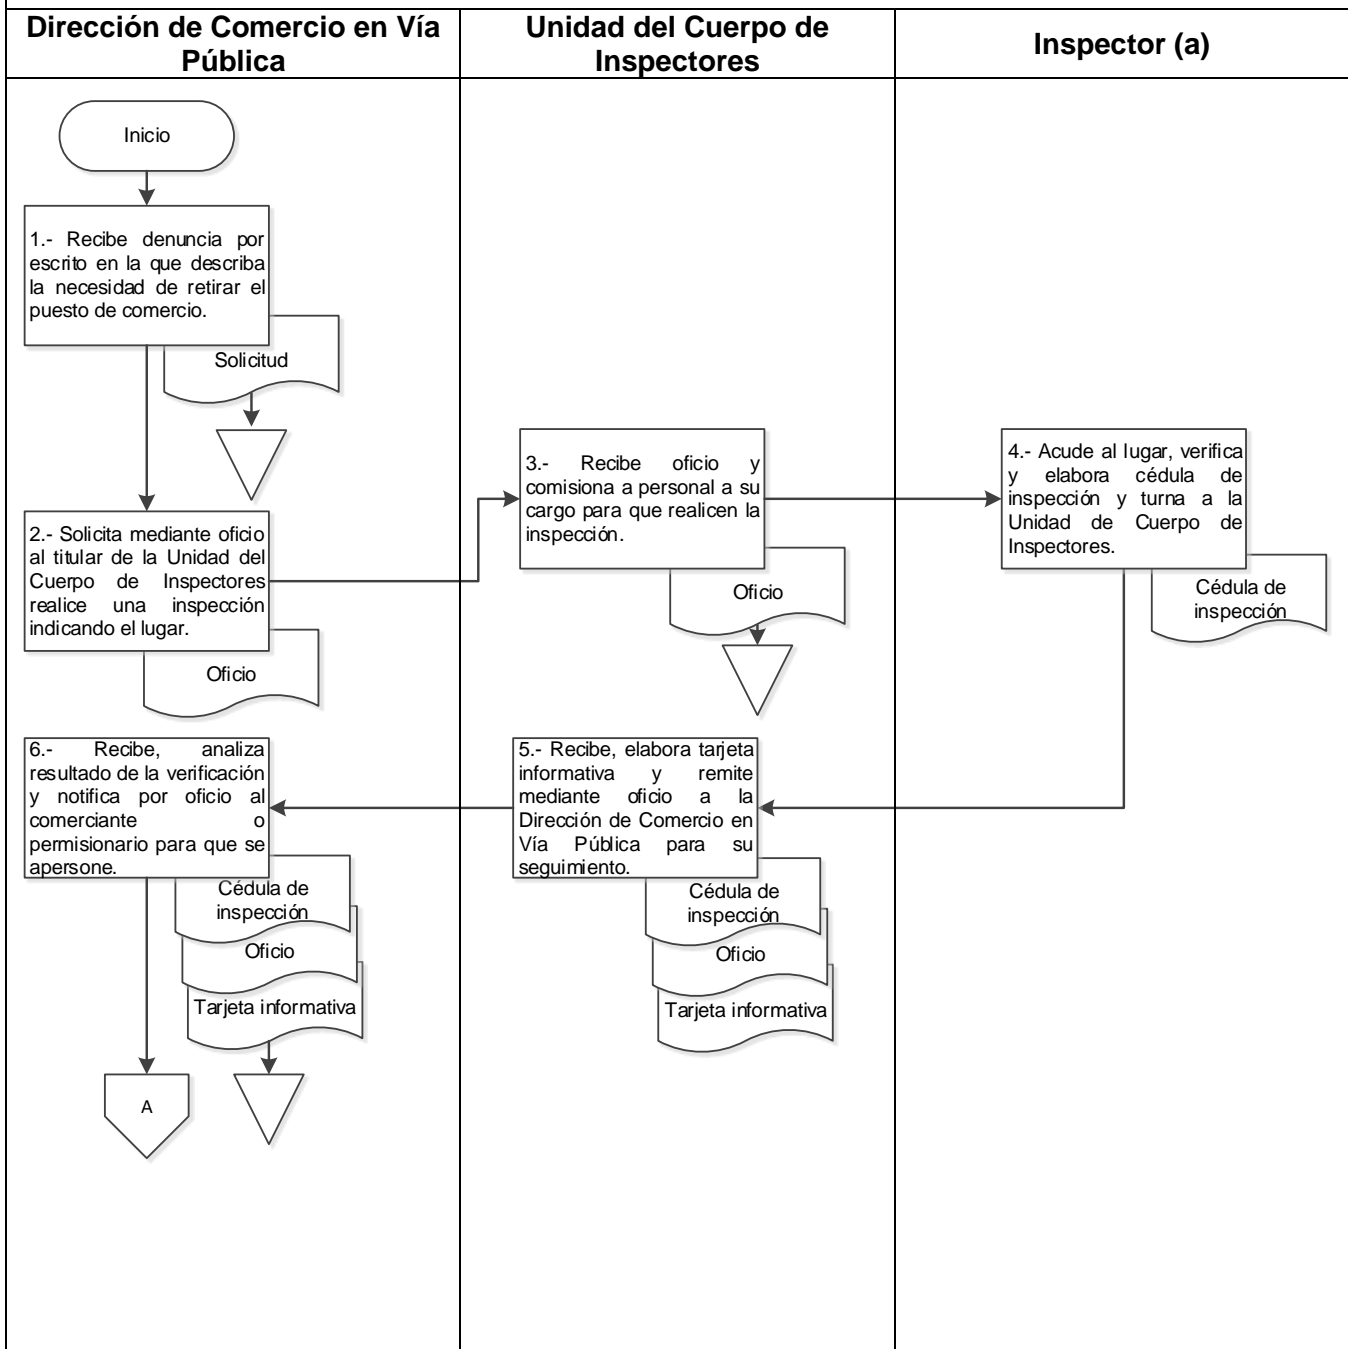 Dirección de Comercio en Vía
Pública
Unidad del Cuerpo de
Inspectores
Inspector (a)
Inicio
1.- Recibe denuncia por
escrito en la que describa
la necesidad de retirar el
puesto de comercio.
Solicitud
2.- Solicita mediante oficio
al titular de la Unidad del
Cuerpo de Inspectores
realice una inspección
indicando el lugar.
Oficio
3.- Recibe oficio y
comisiona a personal a su
cargo para que realicen la
inspección.
Oficio
4.- Acude al lugar, verifica
y elabora cédula de
inspección y turna a la
Unidad de Cuerpo de
Inspectores.
Cédula de
inspección
5.- Recibe, elabora tarjeta
informativa y remite
mediante oficio a la
Dirección de Comercio en
Vía Pública para su
seguimiento.
Cédula de
inspección
Oficio
Tarjeta informativa
6.- Recibe, analiza
resultado de la verificación
y notifica por oficio al
comerciante o
permisionario para que se
apersone.
Cédula de
inspección
Oficio
Tarjeta informativa
A